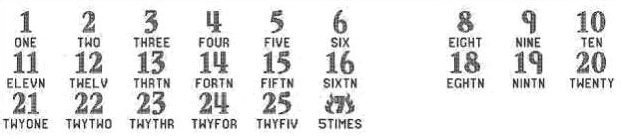 1 2 3 4 5 6 8 9 10
ONE TWO THREE FOUR FIVE SIX EIGHT NINE TEN
11 12 13 14 15 16 18 19 20
ELEVN TWELV THRTN FORTN FIFTN SIXTN EGHTN NINTN TWENTY
21 22 23 24 25
TWYONE TWYTWO TWYTHR TWYFOR TWYFIV 5TIMES